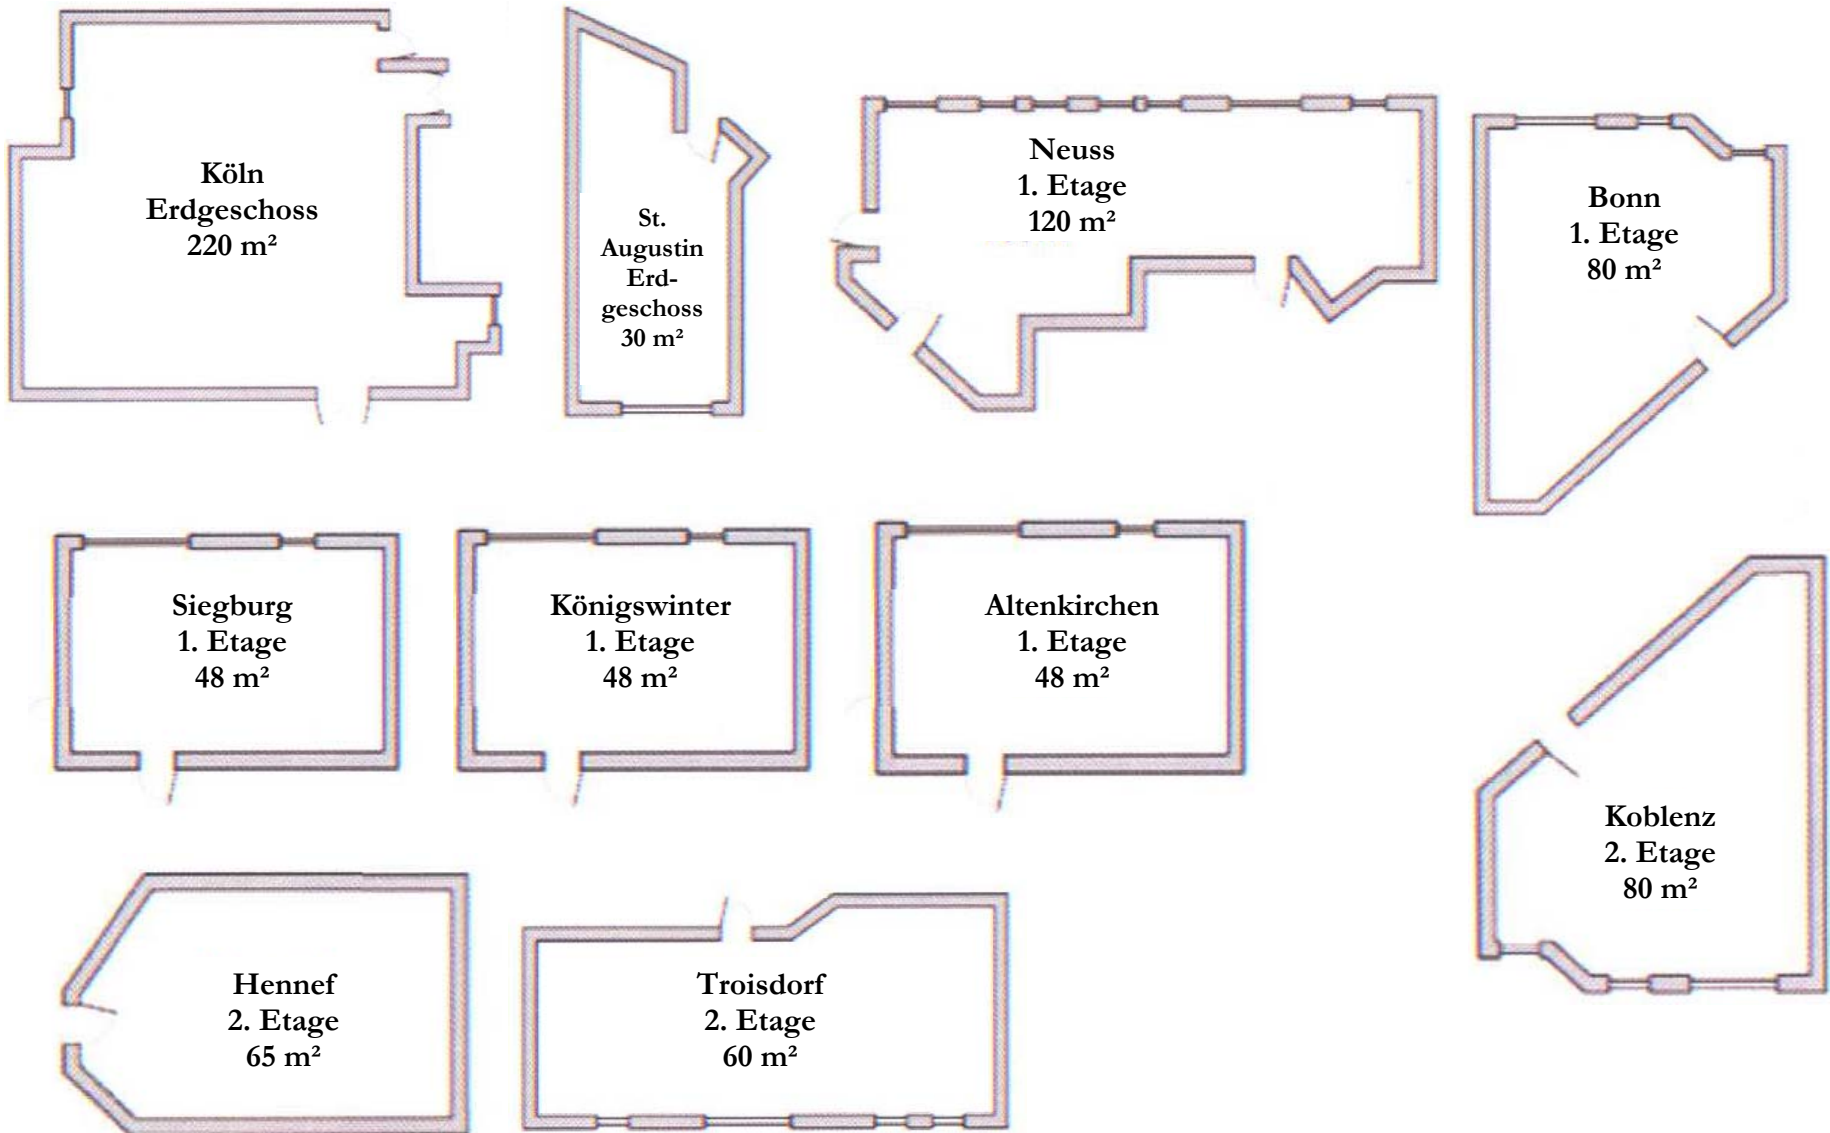 Köln
Erdgeschoss
220 m²
St.
Augustin
Erd-
geschoss
30 m²
Neuss
1. Etage
120 m²
Bonn
1. Etage
80 m²
Siegburg
1. Etage
48 m²
Königswinter
1. Etage
48 m²
Altenkirchen
1. Etage
48 m²
Koblenz
2. Etage
80 m²
Hennef
2. Etage
65 m²
Troisdorf
2. Etage
60 m²